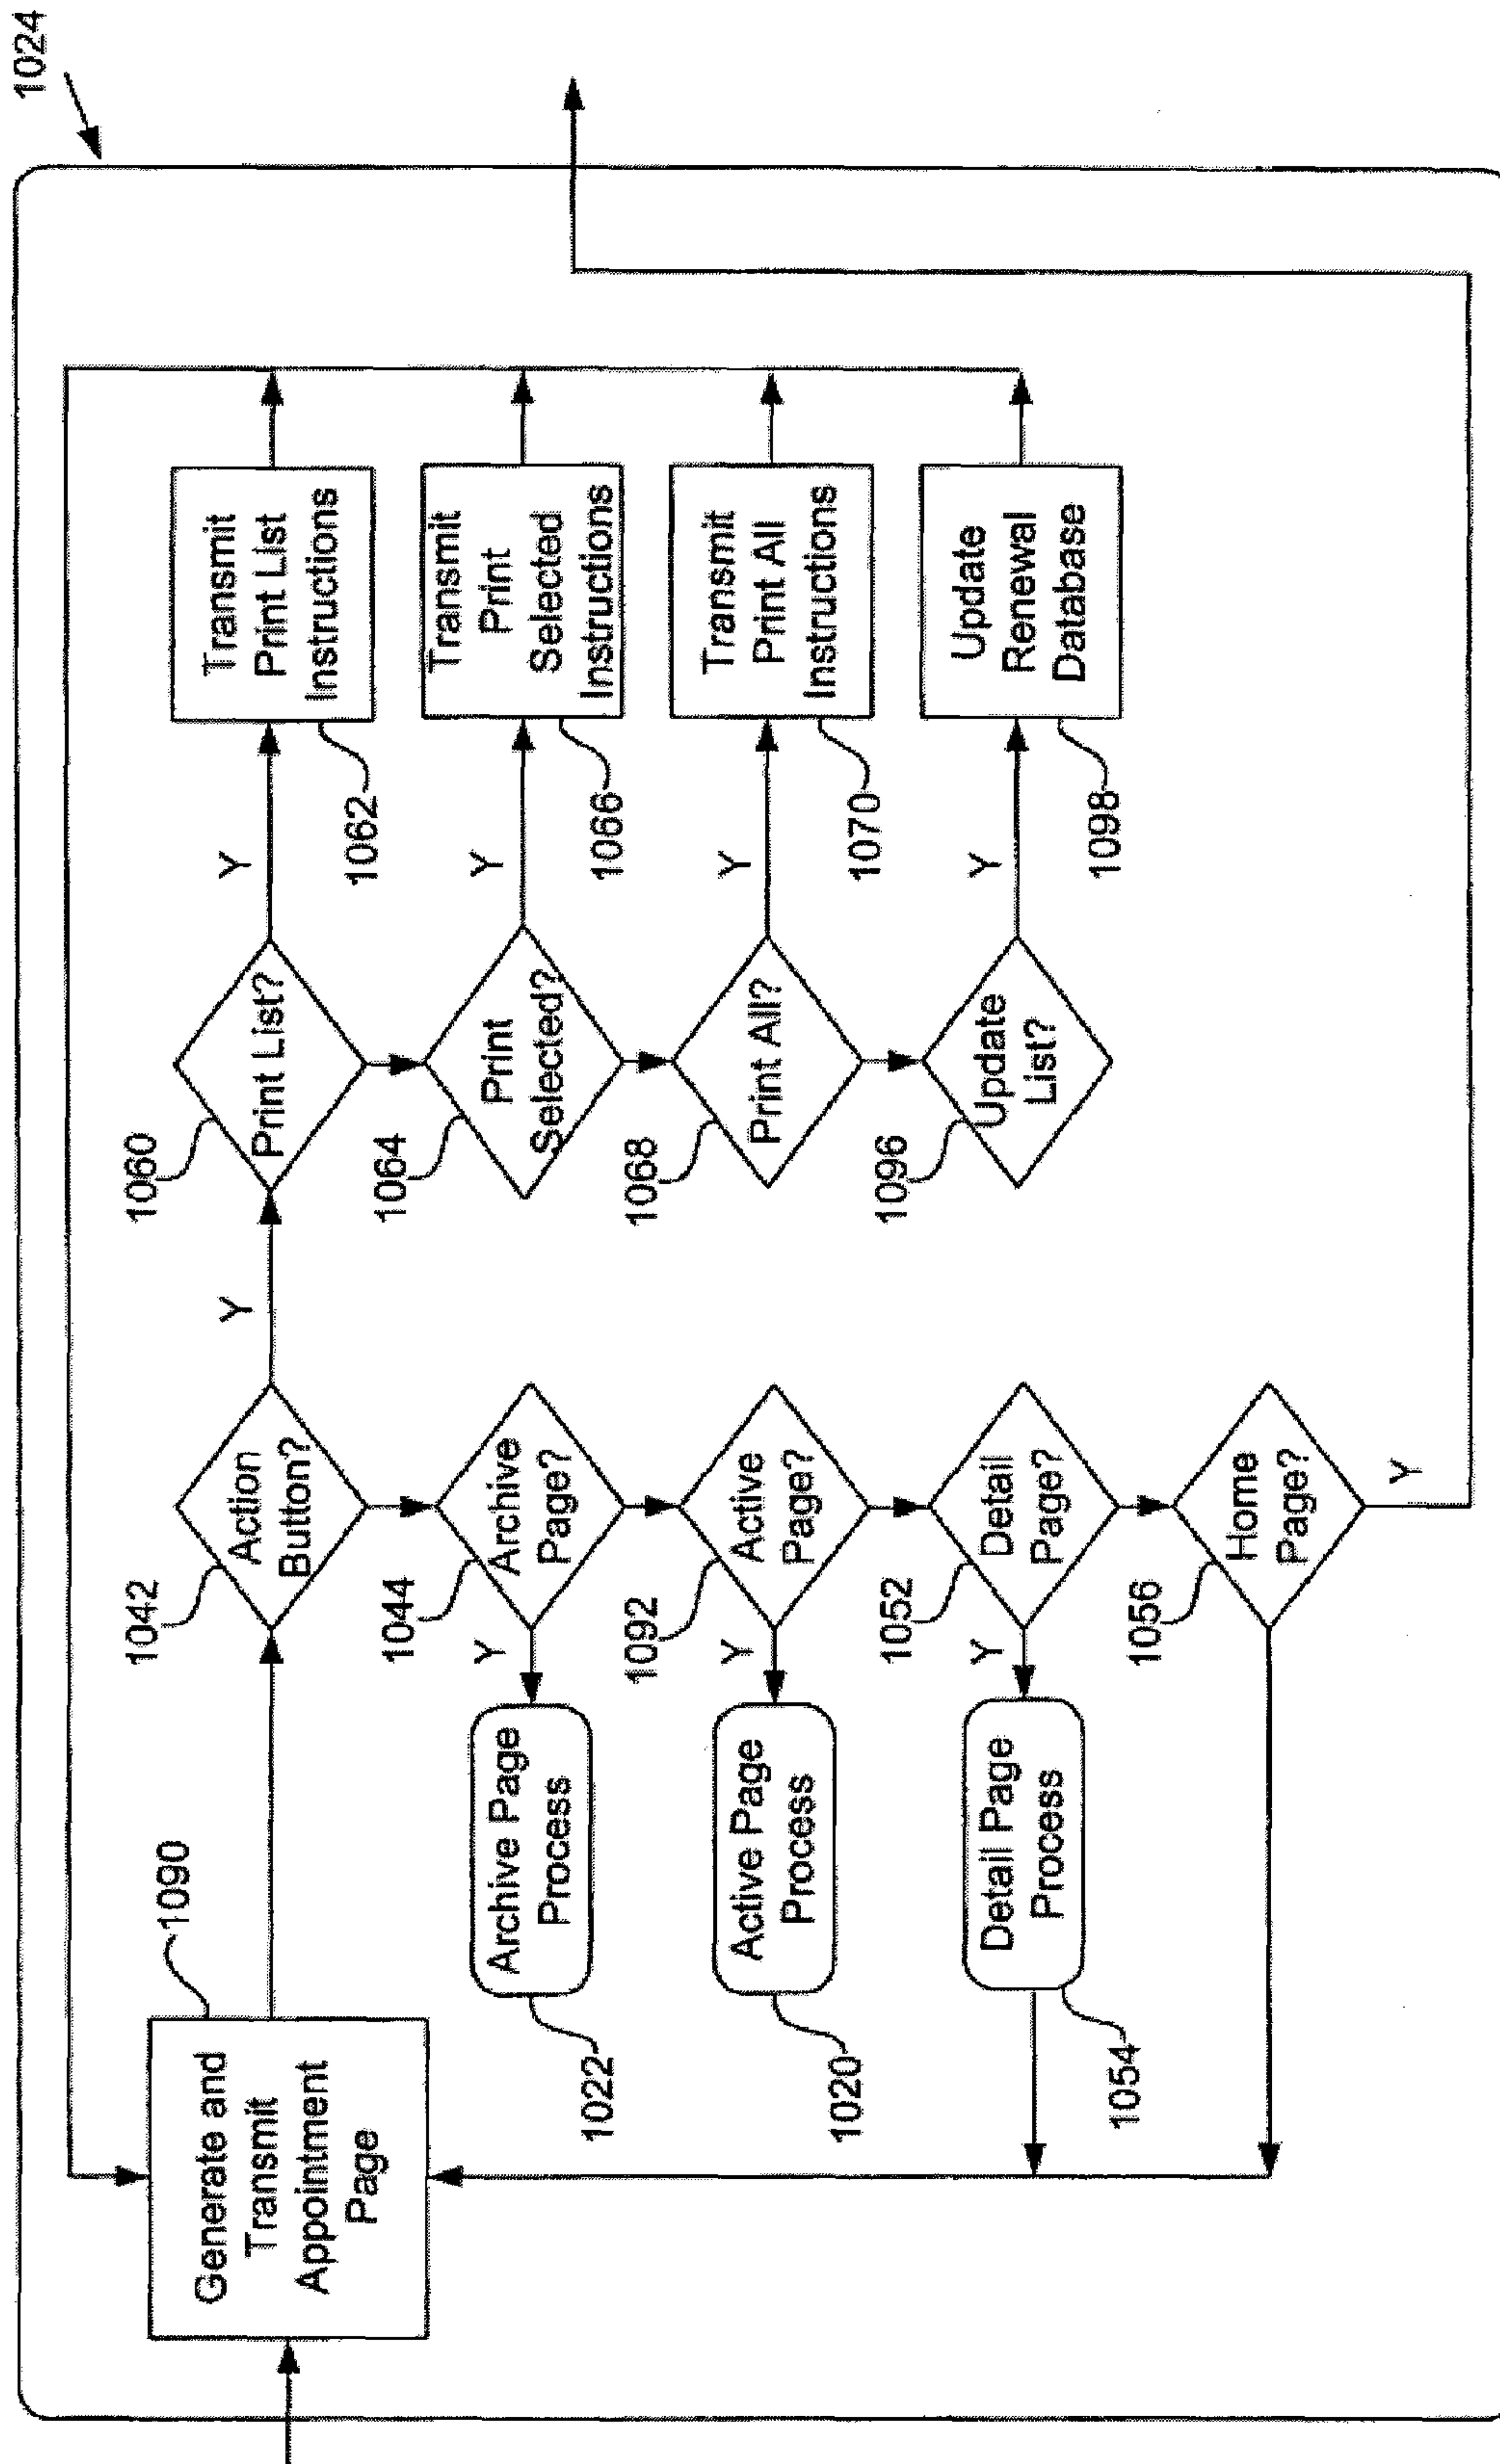 1024
Generate and
Transmit
Appointment
Page
1090
Action
Button?
1042
Y
Print List?
1060
Y
Transmit
Print List
Instructions
1062
Archive
Page?
1044
Y
Archive Page
Process
1022
Print
Selected?
1064
Y
Transmit
Print
Selected
Instructions
1066
Active
Page?
1092
Y
Active Page
Process
1020
Print All?
1068
Y
Transmit
Print All
Instructions
1070
Detail
Page?
1052
Y
Detail Page
Process
1054
Update
List?
1096
Y
Update
Renewal
Database
1098
Home
Page?
1056
Y